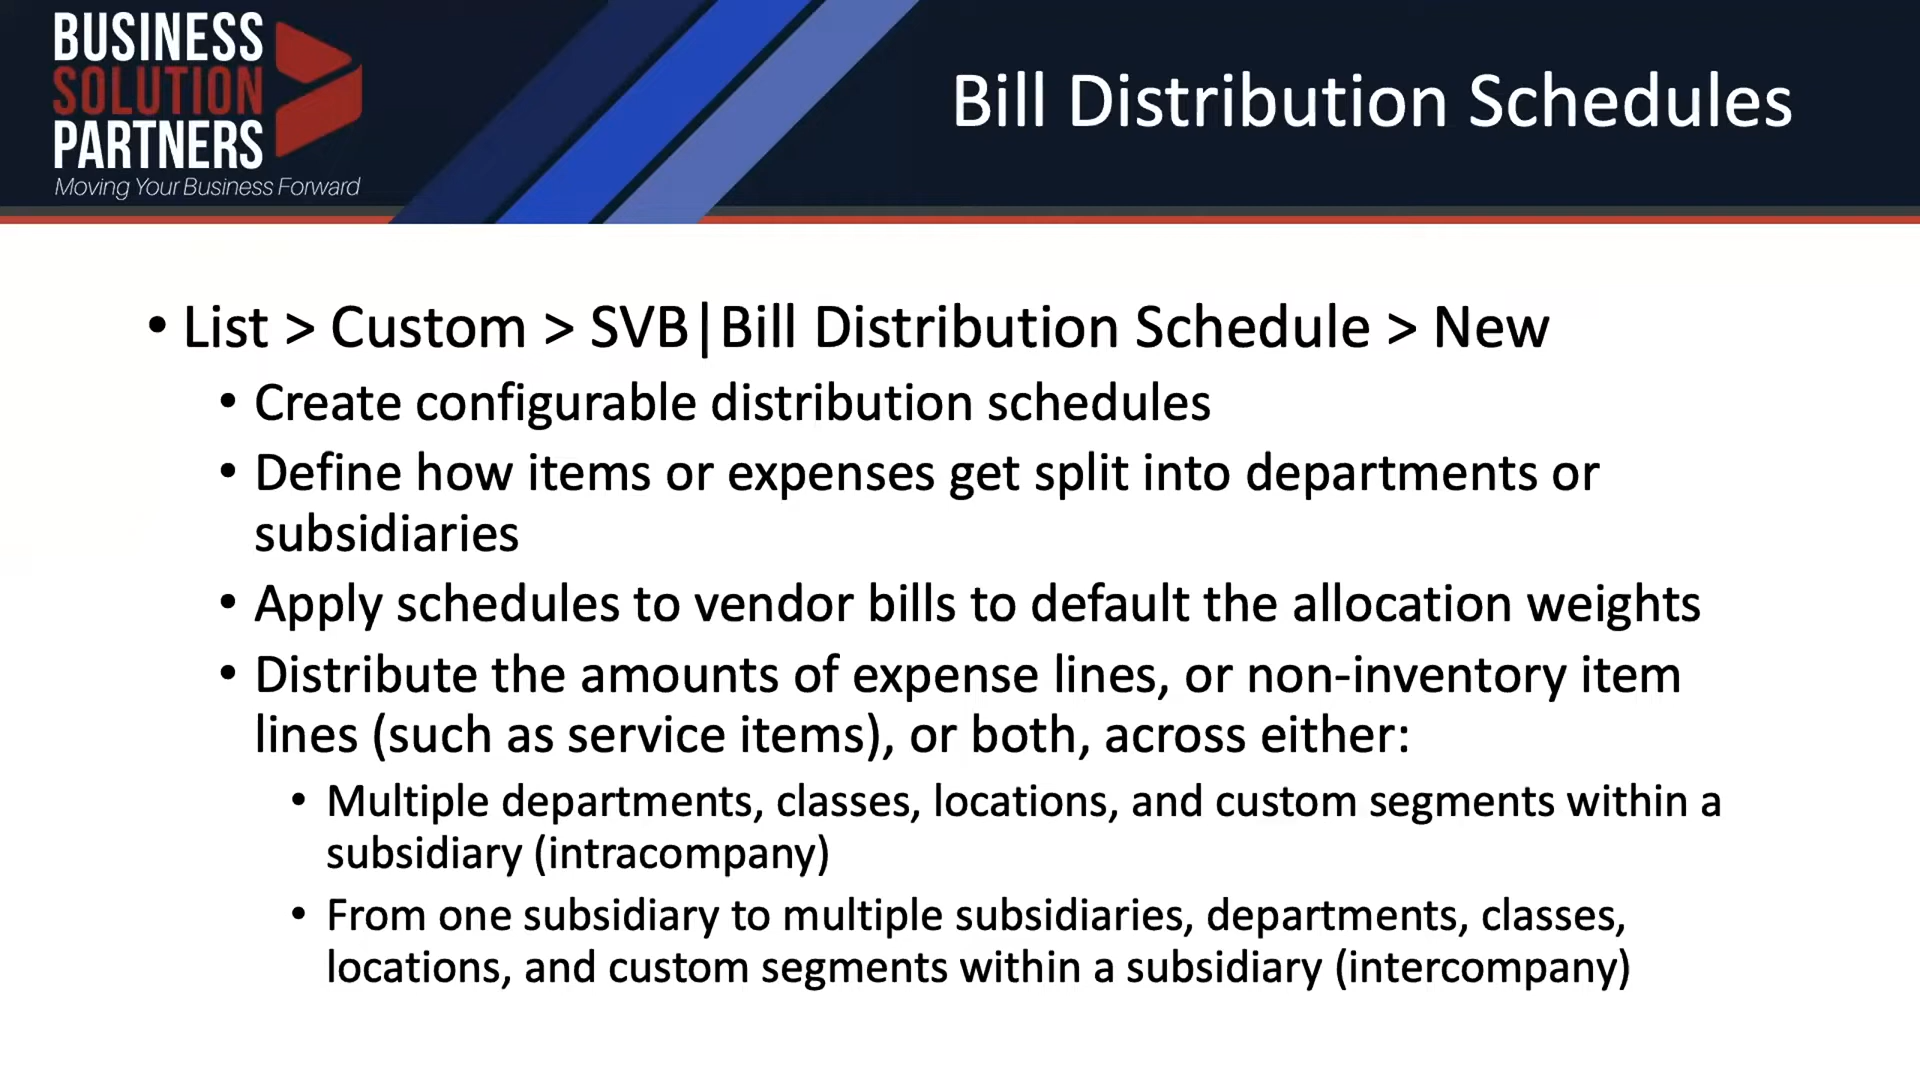 BUSINESS
SOLUTION
PARTNERS
Moving Your Business Forward
Bill Distribution Schedules
• List > Custom > SVB|Bill Distribution Schedule > New
• Create configurable distribution schedules
• Define how items or expenses get split into departments or
subsidiaries
• Apply schedules to vendor bills to default the allocation weights
• Distribute the amounts of expense lines, or non-inventory item
lines (such as service items), or both, across either:
• Multiple departments, classes, locations, and custom segments within a
subsidiary (intracompany)
• From one subsidiary to multiple subsidiaries, departments, classes,
locations, and custom segments within a subsidiary (intercompany)